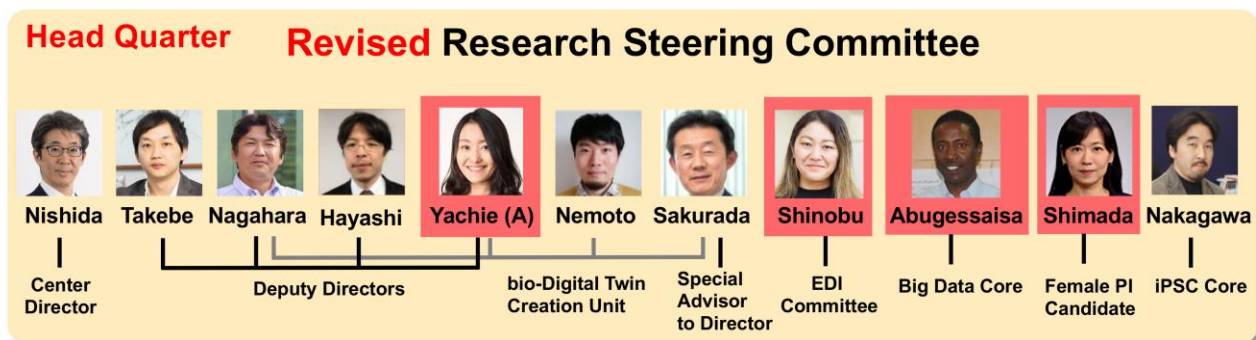 Head Quarter
Revised Research Steering Committee
Nishida
Takebe
Nagahara
Hayashi
Yachie (A)
Nemoto
Sakurada
Shinobu
Abugessaisa
Shimada
Nakagawa
Center
Director
Deputy Directors
bio-Digital Twin
Creation Unit
Special
Advisor
to Director
EDI
Committee
Big Data Core
Female PI
Candidate
iPSC Core